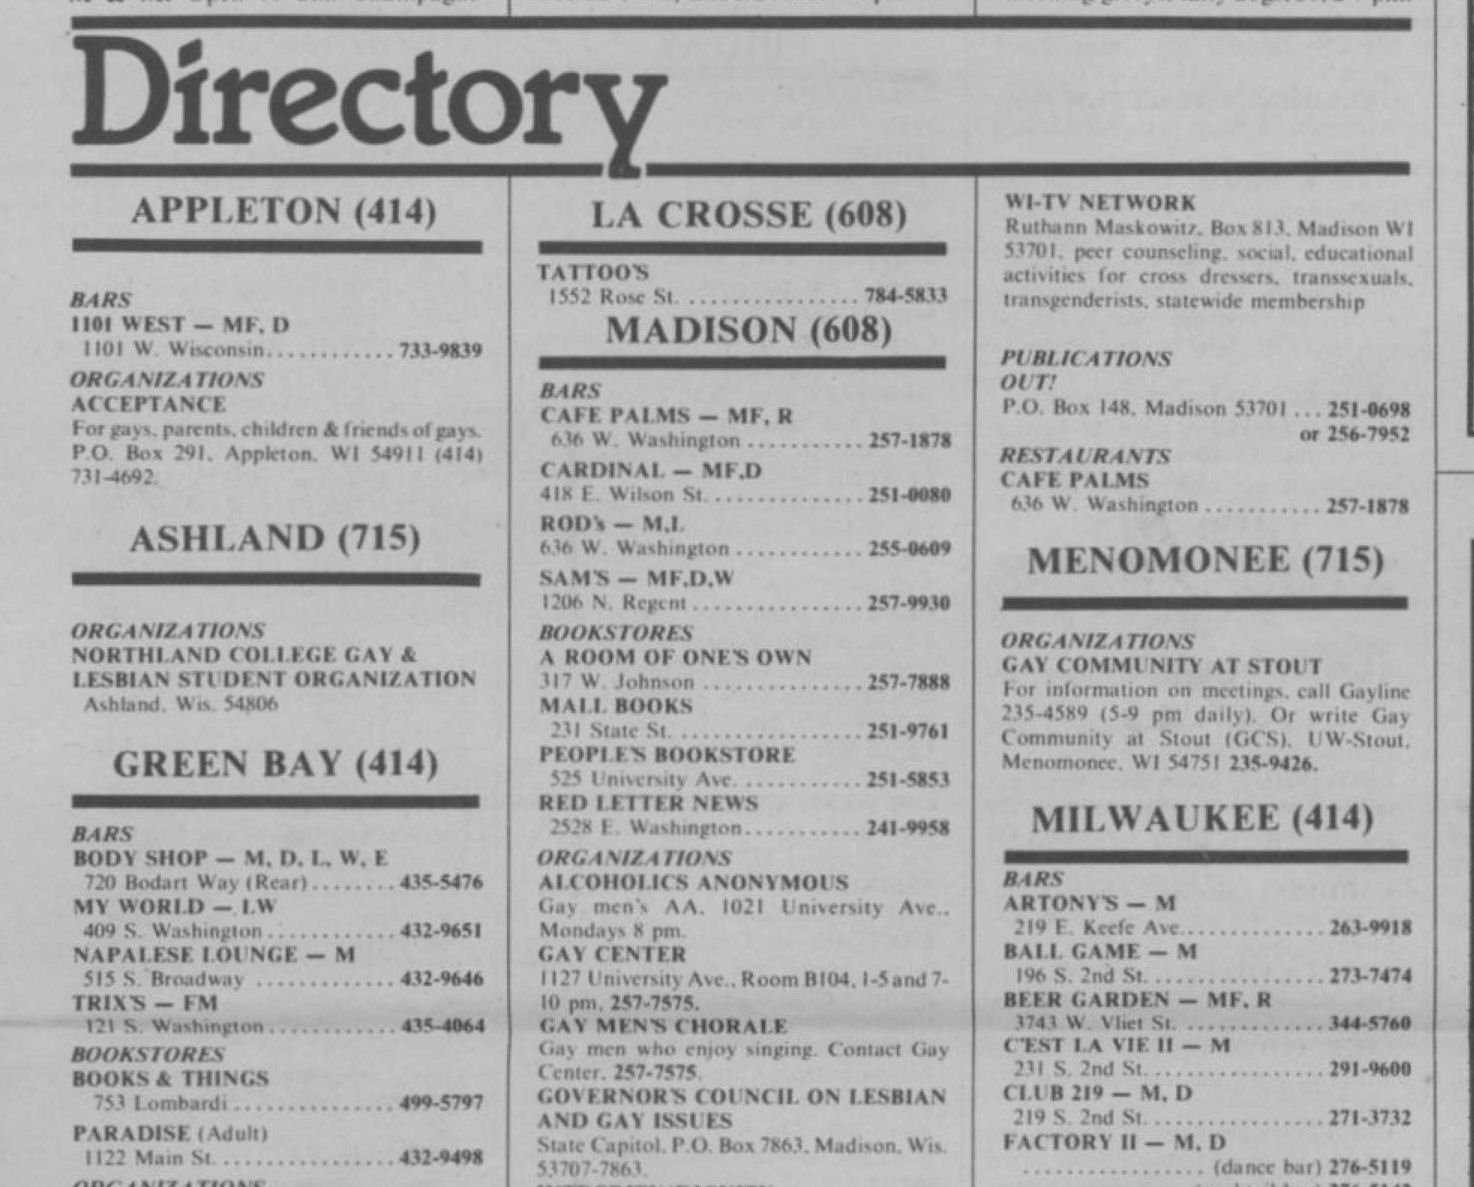 Directory
APPLETON (414)
BARS
1101 WEST — MF, D
1101 W. Wisconsin............ 733-9839
ORGANIZATIONS
ACCEPTANCE
For gays, parents, children & friends of gays.
P.O. Box 291, Appleton, WI 54911 (414)
731-4692.
ASHLAND (715)
ORGANIZATIONS
NORTHLAND COLLEGE GAY &
LESBIAN STUDENT ORGANIZATION
Ashland, Wis. 54806
GREEN BAY (414)
BARS
BODY SHOP — M, D, L, W, E
720 Bodart Way (Rear)........ 435-5476
MY WORLD — LW
409 S. Washington............ 432-9651
NAPALESE LOUNGE — M
515 S. Broadway ............. 432-9646
TRIX'S — FM
121 S. Washington............ 435-4064
BOOKSTORES
BOOKS & THINGS
753 Lombardi ............... 499-5797
PARADISE (Adult)
1122 Main St................. 432-9498
ORGANIZATIONS
LA CROSSE (608)
TATTOO'S
1552 Rose St. ................ 784-5833
MADISON (608)
BARS
CAFE PALMS — MF, R
636 W. Washington ........... 257-1878
CARDINAL — MF,D
418 E. Wilson St............... 251-0080
ROD's — M,L
636 W. Washington ............ 255-0609
SAM'S — MF,D,W
1206 N. Regent ................ 257-9930
BOOKSTORES
A ROOM OF ONE'S OWN
317 W. Johnson ............... 257-7888
MALL BOOKS
231 State St. .................. 251-9761
PEOPLE'S BOOKSTORE
525 University Ave. ........... 251-5853
RED LETTER NEWS
2528 E. Washington........... 241-9958
ORGANIZATIONS
ALCOHOLICS ANONYMOUS
Gay men's AA, 1021 University Ave.,
Mondays 8 pm.
GAY CENTER
1127 University Ave., Room B104, 1-5 and 7-
10 pm, 257-7575.
GAY MEN'S CHORALE
Gay men who enjoy singing. Contact Gay
Center, 257-7575.
GOVERNOR'S COUNCIL ON LESBIAN
AND GAY ISSUES
State Capitol, P.O. Box 7863, Madison, Wis.
53707-7863.
WI-TV NETWORK
Ruthann Maskowitz, Box 813, Madison WI
53701, peer counseling, social, educational
activities for cross dressers, transsexuals,
transgenderists, statewide membership
PUBLICATIONS
OUT!
P.O. Box 148, Madison 53701 ... 251-0698
or 256-7952
RESTAURANTS
CAFE PALMS
636 W. Washington ........... 257-1878
MENOMONEE (715)
ORGANIZATIONS
GAY COMMUNITY AT STOUT
For information on meetings, call Gayline
235-4589 (5-9 pm daily). Or write Gay
Community at Stout (GCS), UW-Stout,
Menomonee, WI 54751 235-9426.
MILWAUKEE (414)
BARS
ARTONY'S — M
219 E. Keefe Ave.............. 263-9918
BALL GAME — M
196 S. 2nd St................. 273-7474
BEER GARDEN — MF, R
3743 W. Vliet St. .............. 344-5760
C'EST LA VIE II — M
231 S. 2nd St................. 291-9600
CLUB 219 — M, D
219 S. 2nd St................. 271-3732
FACTORY II — M, D
.................. (dance bar) 276-5119